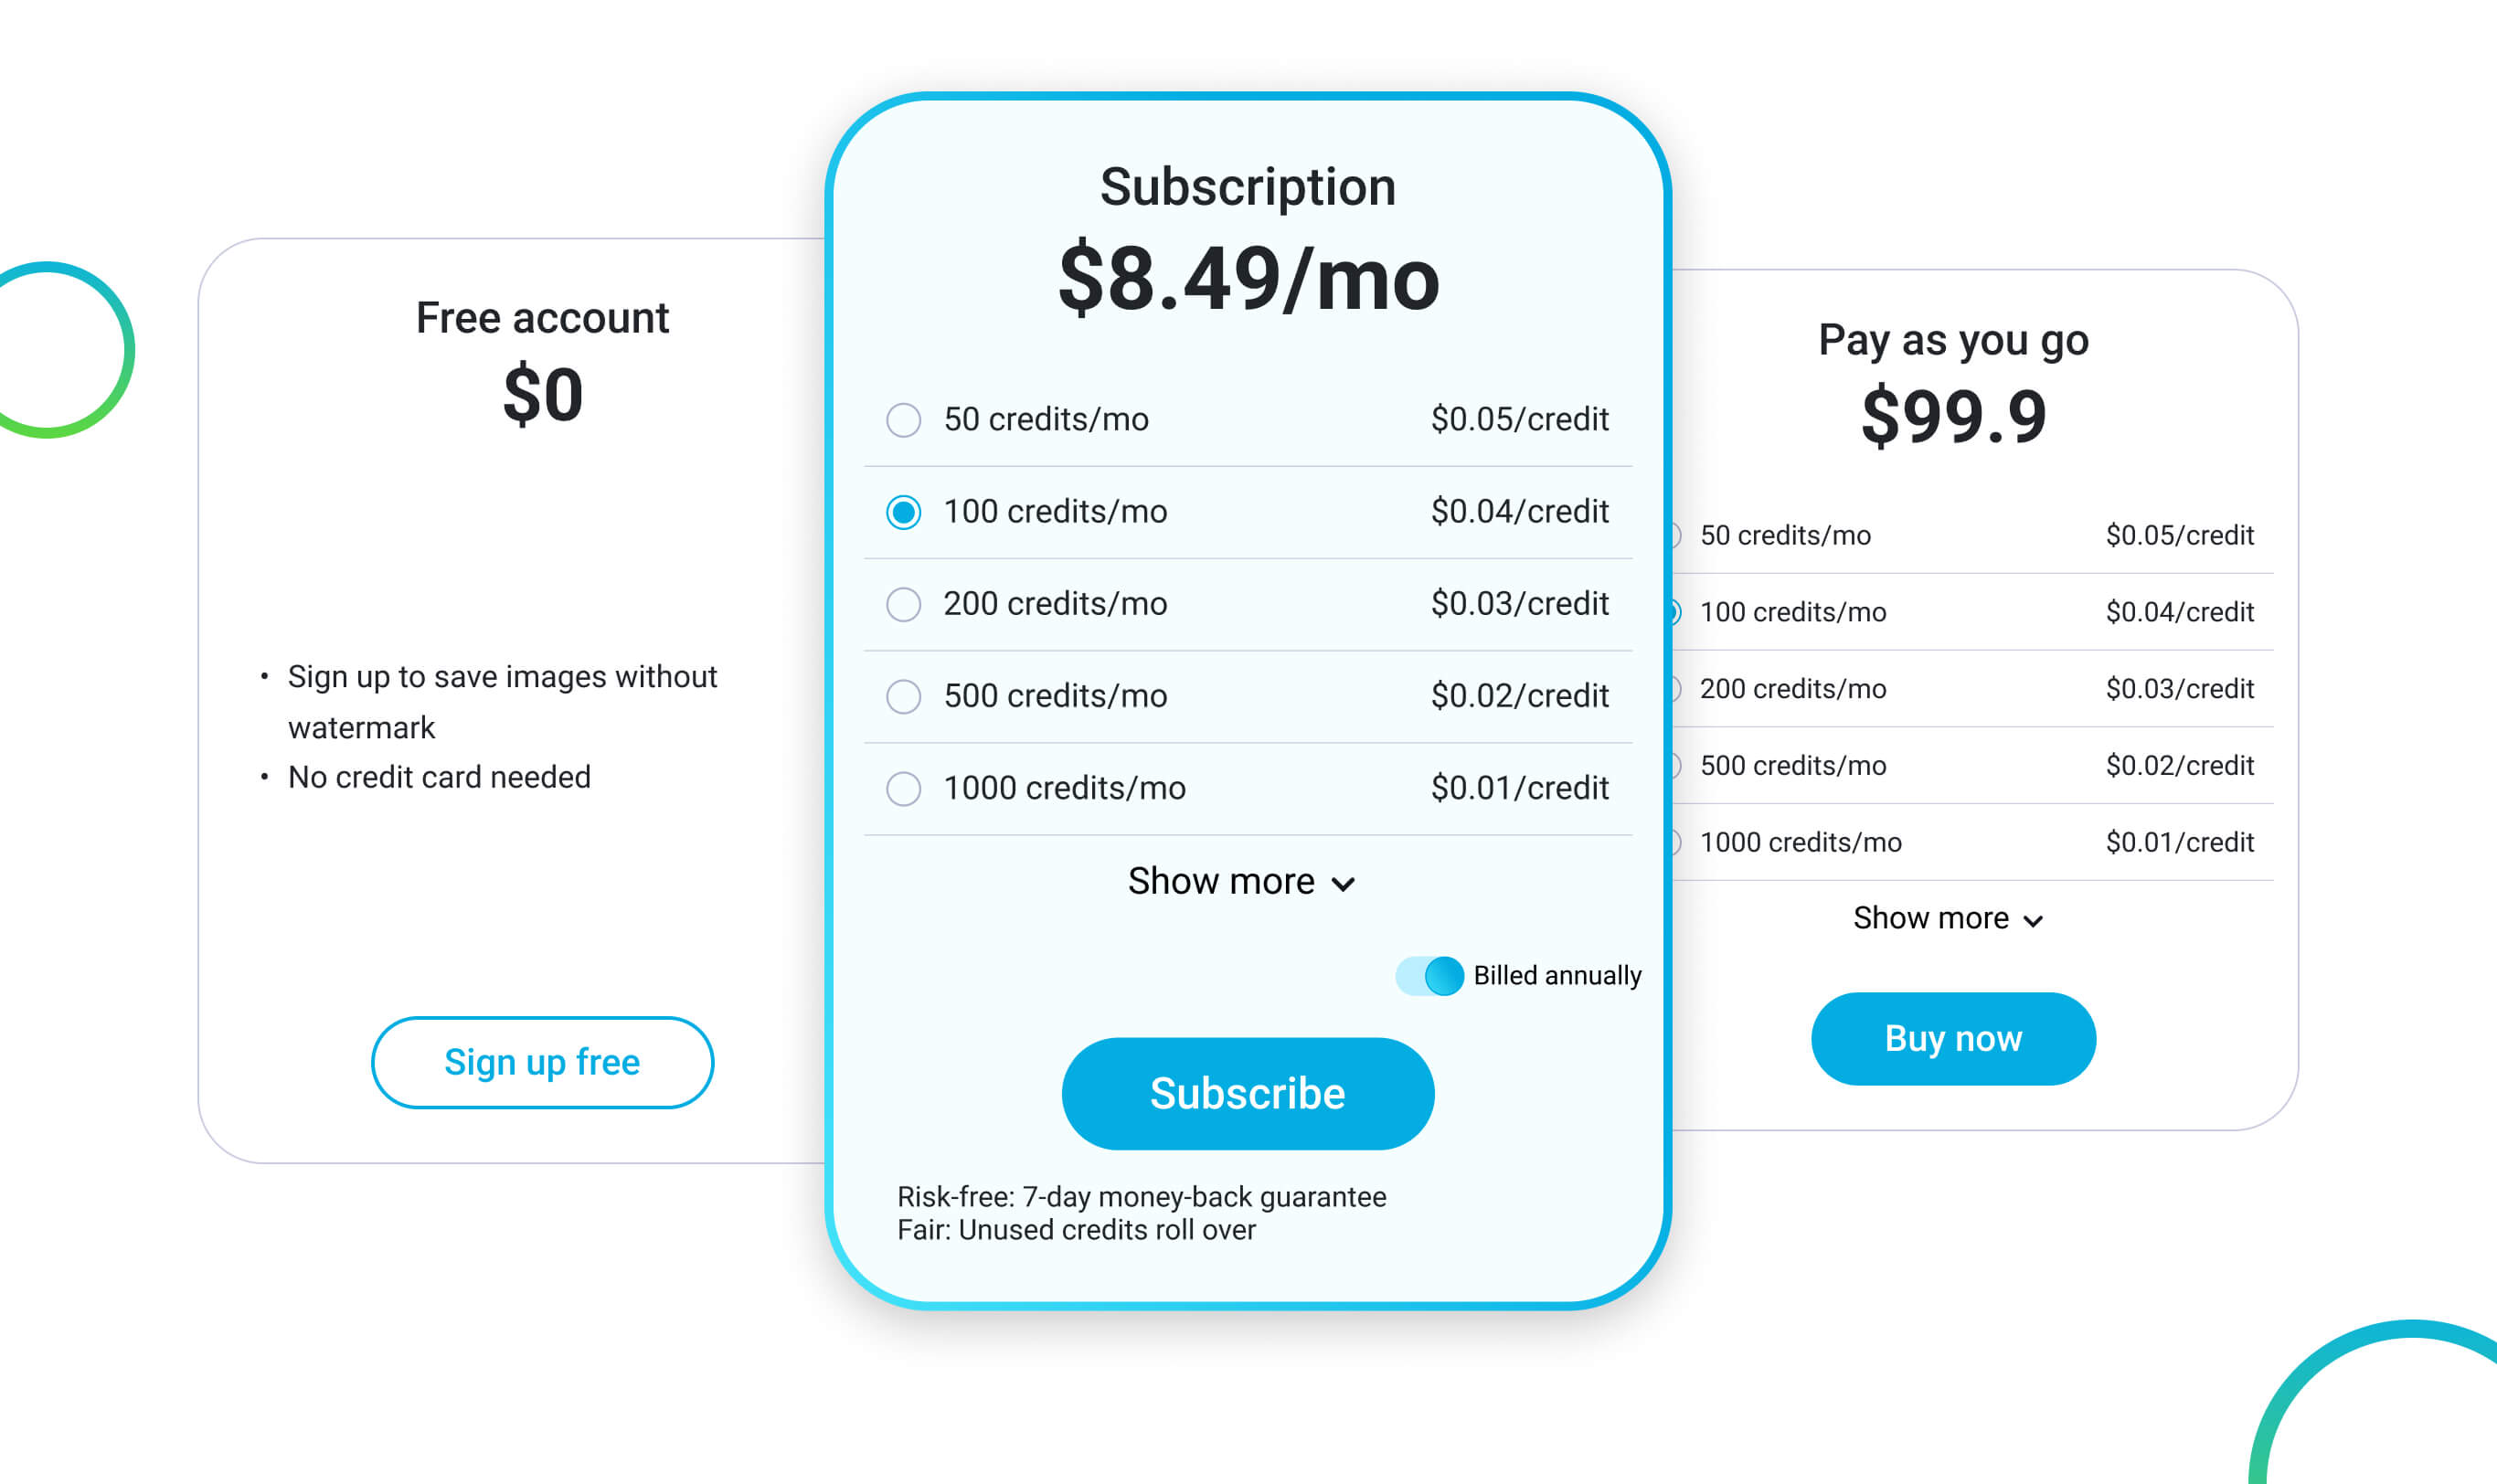 Free account
$0
• Sign up to save images without
watermark
• No credit card needed
Sign up free
Subscription
$8.49/mo
50 credits/mo $0.05/credit
100 credits/mo $0.04/credit
200 credits/mo $0.03/credit
500 credits/mo $0.02/credit
1000 credits/mo $0.01/credit
Show more
Billed annually
Subscribe
Risk-free: 7-day money-back guarantee
Fair: Unused credits roll over
Pay as you go
$99.9
50 credits/mo $0.05/credit
100 credits/mo $0.04/credit
200 credits/mo $0.03/credit
500 credits/mo $0.02/credit
1000 credits/mo $0.01/credit
Show more
Buy now